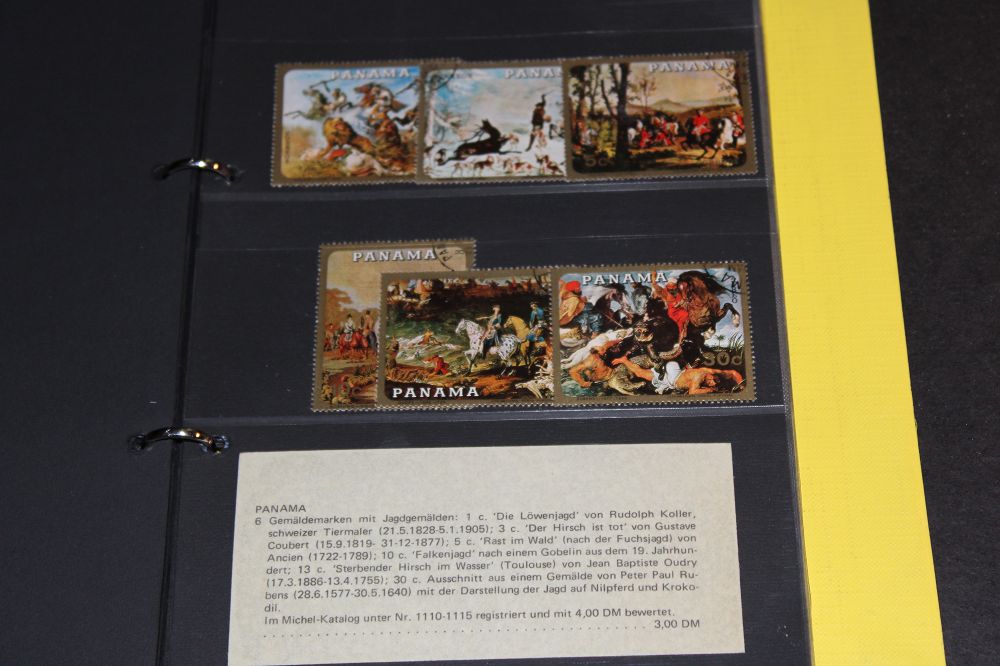 PANAMA
PANAMA
PANAMA
5c
PANAMA
PANAMA
PANAMA
30c
PANAMA
6 Gemäldemarken mit Jagdgemälden: 1 c. 'Die Löwenjagd' von Rudolph Koller,
schweizer Tiermaler (21.5.1828-5.1.1905); 3 c. 'Der Hirsch ist tot' von Gustave
Coubert (15.9.1819- 31-12-1877); 5 c. 'Rast im Wald' (nach der Fuchsjagd) von
Ancien (1722-1789); 10 c. 'Falkenjagd' nach einem Gobelin aus dem 19. Jahrhun-
dert; 13 c. 'Sterbender Hirsch im Wasser' (Toulouse) von Jean Baptiste Oudry
(17.3.1886-13.4.1755); 30 c. Ausschnitt aus einem Gemälde von Peter Paul Ru-
bens (28.6.1577-30.5.1640) mit der Darstellung der Jagd auf Nilpferd und Kroko-
dil.
Im Michel-Katalog unter Nr. 1110-1115 registriert und mit 4,00 DM bewertet.
3,00 DM